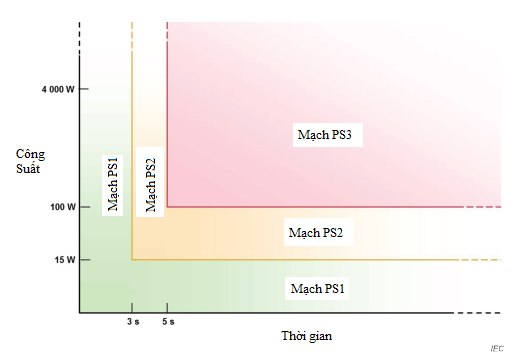 4 000 W
Công
Suất
Mạch PS1
Mạch PS2
Mạch PS3
100 W
Mạch PS2
15 W
Mạch PS1
3 s
5 s
Thời gian
IEC